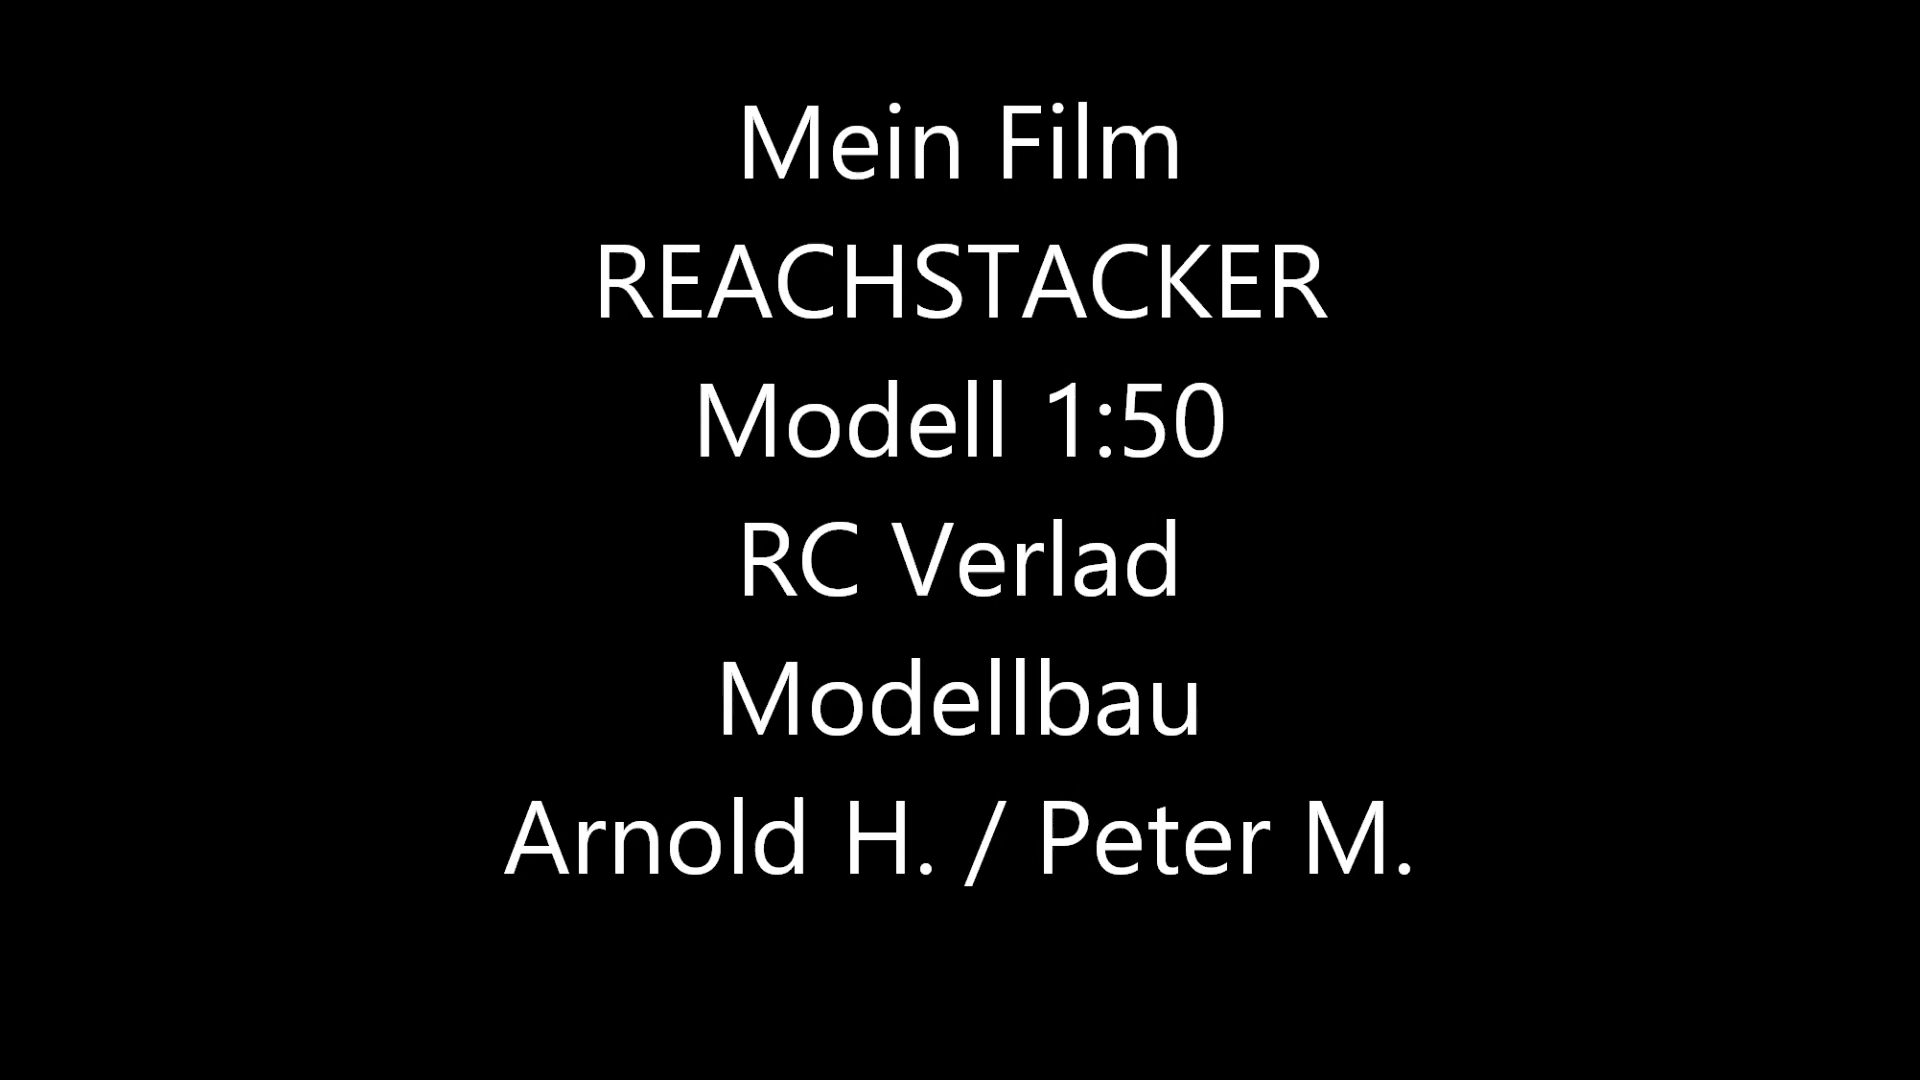 Mein Film
REACHSTACKER
Modell 1:50
RC Verlad
Modellbau
Arnold H. / Peter M.